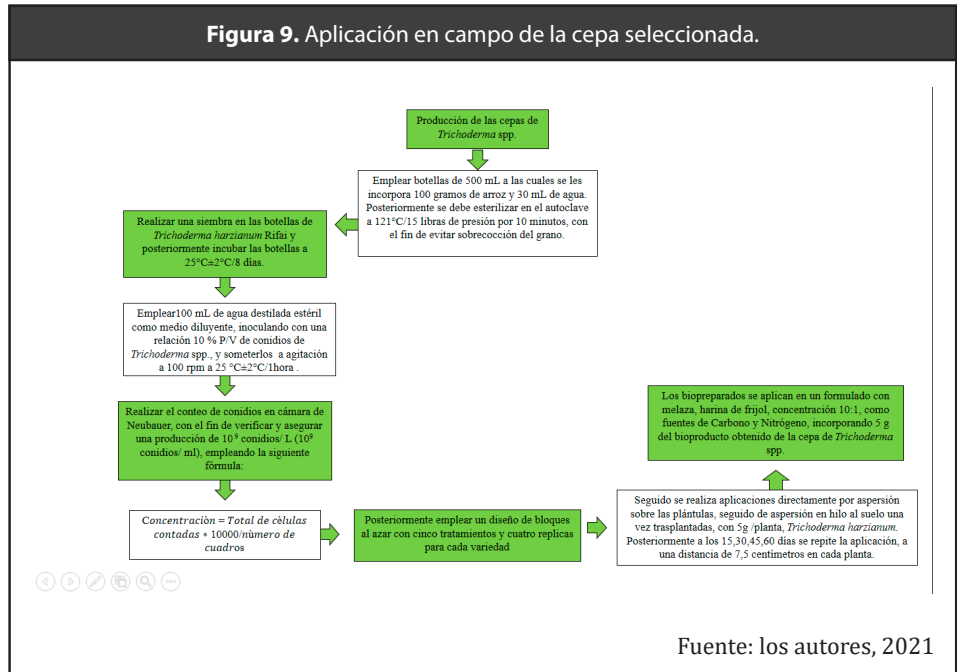 Figura 9. Aplicación en campo de la cepa seleccionada.
Producción de las cepas de
Trichoderma spp.
Emplear botellas de 500 mL a las cuales se les
incorpora 100 gramos de arroz y 30 mL de agua.
Posteriormente se debe esterilizar en el autoclave
a 121°C/15 libras de presión por 10 minutos, con
el fin de evitar sobrecocción del grano.
Realizar una siembra en las botellas de
Trichoderma harzianum Rifai y
posteriormente incubar las botellas a
25°C±2°C/8 días.
Emplear100 mL de agua destilada estéril
como medio diluyente, inoculando con una
relación 10 % P/V de conidios de
Trichoderma spp., y someterlos a agitación
a 100 rpm a 25 °C±2°C/1hora .
Realizar el conteo de conidios en cámara de
Neubauer, con el fin de verificar y asegurar
una producción de 10⁹ conidios/ L (10⁹
conidios/ ml), empleando la siguiente
fórmula:
Concentraciòn = Total de cèlulas
contadas * 10000/nùmero de
cuadros
Posteriormente emplear un diseño de bloques
al azar con cinco tratamientos y cuatro replicas
para cada variedad
Seguido se realiza aplicaciones directamente por aspersión
sobre las plántulas, seguido de aspersión en hilo al suelo una
vez trasplantadas, con 5g /planta, Trichoderma harzianum.
Posteriormente a los 15,30,45,60 días se repite la aplicación, a
una distancia de 7,5 centímetros en cada planta.
Los biopreparados se aplican en un formulado con
melaza, harina de frijol, concentración 10:1, como
fuentes de Carbono y Nitrógeno, incorporando 5 g
del bioproducto obtenido de la cepa de Trichoderma
spp.
Fuente: los autores, 2021